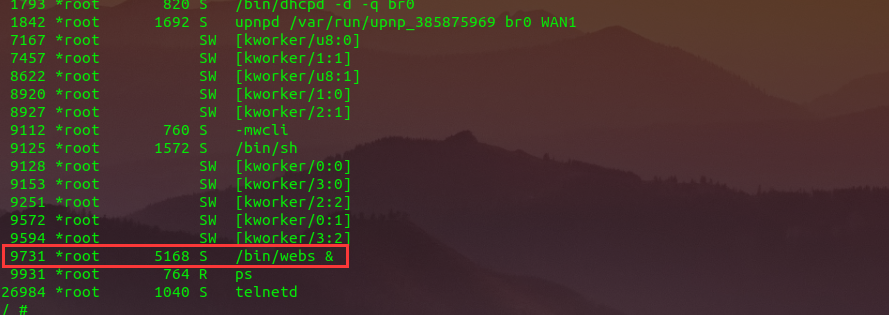 1793 *root 820 S /bin/dhcpd -d -q br0
1842 *root 1692 S upnpd /var/run/upnp_385875969 br0 WAN1
7167 *root SW [kworker/u8:0]
7457 *root SW [kworker/1:1]
8622 *root SW [kworker/u8:1]
8920 *root SW [kworker/1:0]
8927 *root SW [kworker/2:1]
9112 *root 760 S -mwcli
9125 *root 1572 S /bin/sh
9128 *root SW [kworker/0:0]
9153 *root SW [kworker/3:0]
9251 *root SW [kworker/2:2]
9572 *root SW [kworker/0:1]
9594 *root SW [kworker/3:2]
9731 *root 5168 S /bin/webs &
9931 *root 764 R ps
26984 *root 1040 S telnetd
/ #